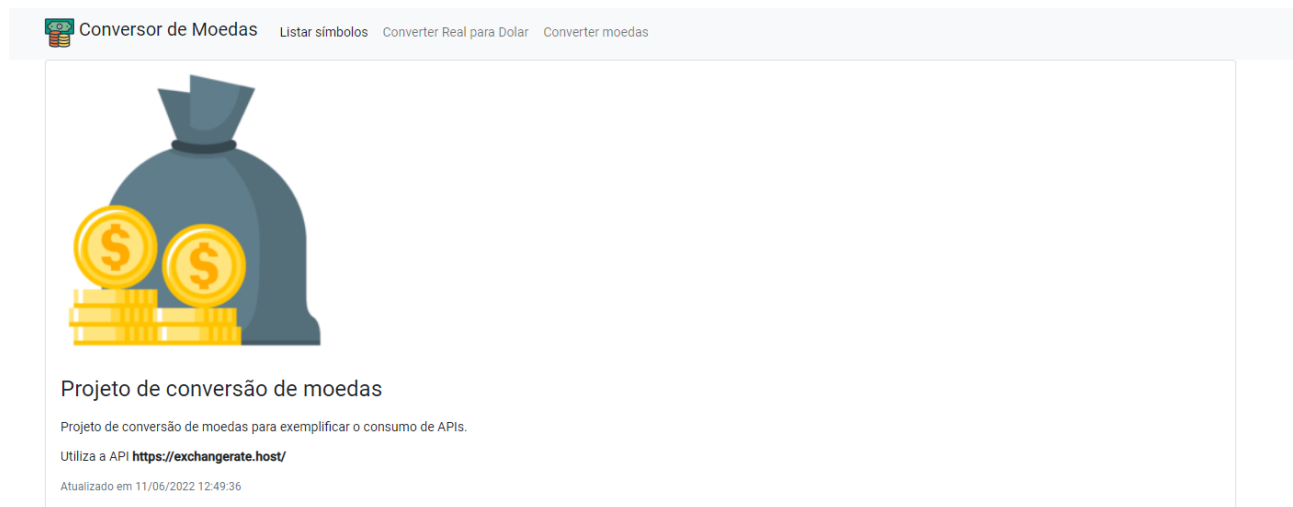 Conversor de Moedas Listar símbolos Converter Real para Dolar Converter moedas
$
$
Projeto de conversão de moedas
Projeto de conversão de moedas para exemplificar o consumo de APIs.
Utiliza a API https://exchangerate.host/
Atualizado em 11/06/2022 12:49:36